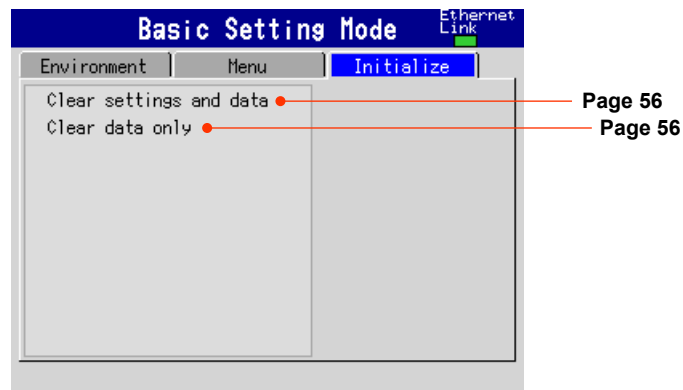 Basic Setting Mode
Ethernet
Link
Environment Menu Initialize
Clear settings and data Page 56
Clear data only Page 56